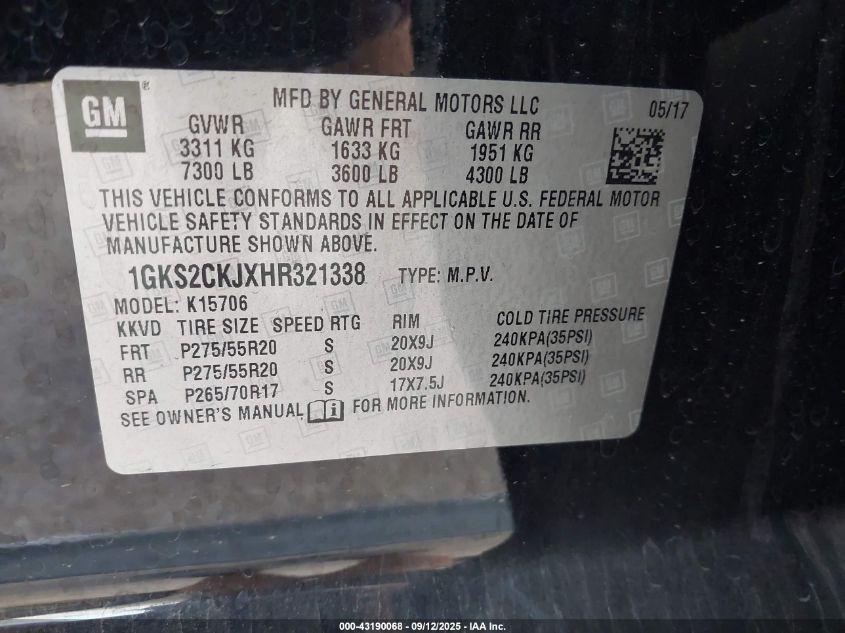 GM
®
MFD BY GENERAL MOTORS LLC 05/17
GVWR GAWR FRT GAWR RR
3311 KG 1633 KG 1951 KG
7300 LB 3600 LB 4300 LB
THIS VEHICLE CONFORMS TO ALL APPLICABLE U.S. FEDERAL MOTOR
VEHICLE SAFETY STANDARDS IN EFFECT ON THE DATE OF
MANUFACTURE SHOWN ABOVE.
1GKS2CKJXHR321338 TYPE: M.P.V.
MODEL: K15706
KKVD TIRE SIZE SPEED RTG RIM COLD TIRE PRESSURE
FRT P275/55R20 S 20X9J 240KPA(35PSI)
RR P275/55R20 S 20X9J 240KPA(35PSI)
SPA P265/70R17 S 17X7.5J 240KPA(35PSI)
SEE OWNER'S MANUAL i FOR MORE INFORMATION.
000-43190068 - 09/12/2025 - IAA Inc.